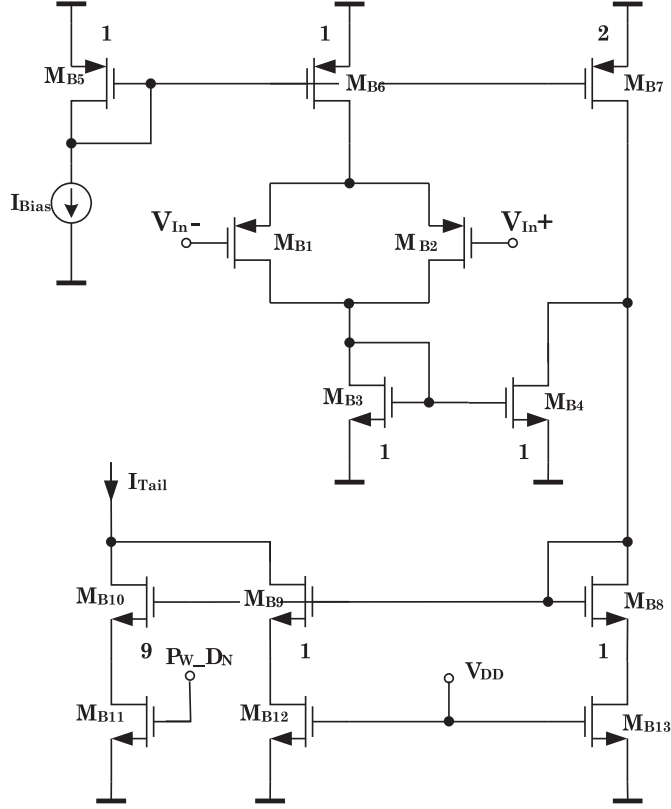 1 1 2
MB5 MB6 MB7
IBias
VIn- VIn+
MB1 MB2
MB3 MB4
1 1
ITail
MB10 MB9 MB8
9 1 1
PW_DN VDD
MB11 MB12 MB13